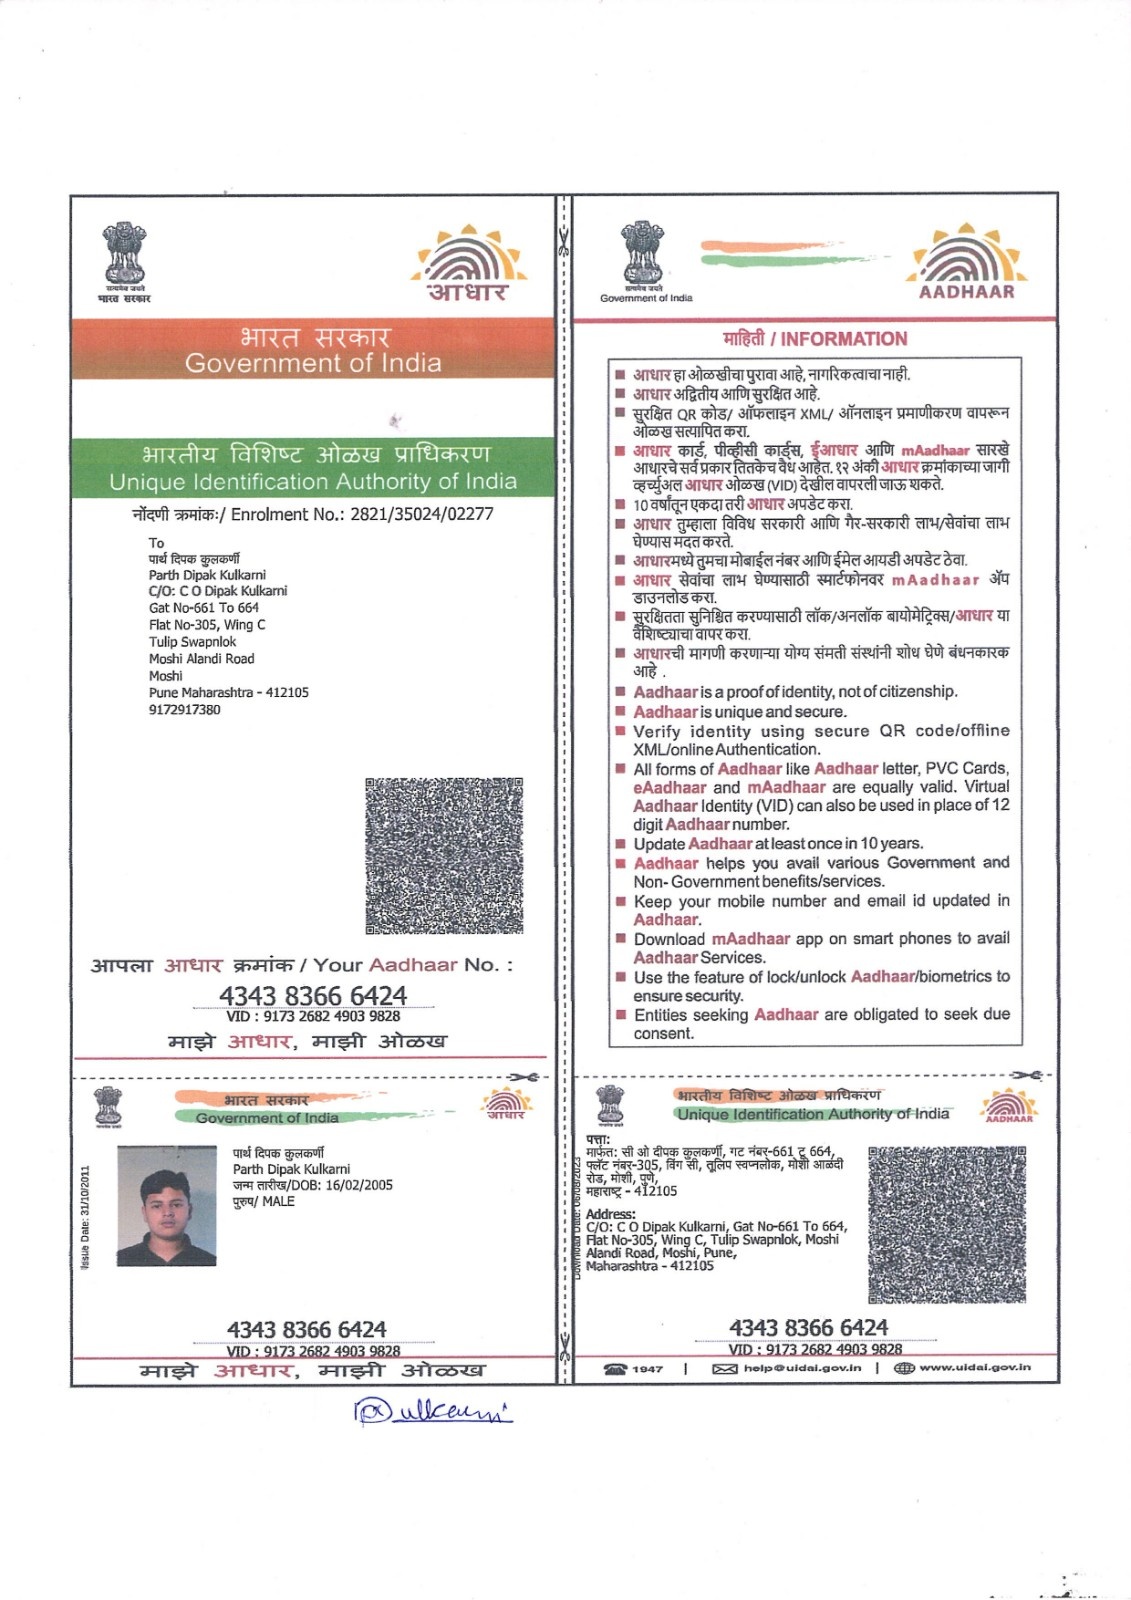 सत्यमेव जयते
भारत सरकार
आधार
भारत सरकार
Government of India
भारतीय विशिष्ट ओळख प्राधिकरण
Unique Identification Authority of India
नोंदणी क्रमांक:/ Enrolment No.: 2821/35024/02277
To
पार्थ दिपक कुलकर्णी
Parth Dipak Kulkarni
C/O: C O Dipak Kulkarni
Gat No-661 To 664
Flat No-305, Wing C
Tulip Swapnlok
Moshi Alandi Road
Moshi
Pune Maharashtra - 412105
9172917380
आपला आधार क्रमांक / Your Aadhaar No. :
4343 8366 6424
VID : 9173 2682 4903 9828
माझे आधार, माझी ओळख
सत्यमेव जयते
Government of India
AADHAAR
माहिती / INFORMATION
आधार हा ओळखीचा पुरावा आहे, नागरिकत्वाचा नाही.
आधार अद्वितीय आणि सुरक्षित आहे.
सुरक्षित QR कोड/ ऑफलाइन XML/ ऑनलाइन प्रमाणीकरण वापरून
ओळख सत्यापित करा.
आधार कार्ड, पीव्हीसी कार्ड्स, ईआधार आणि mAadhaar सारखे
आधारचे सर्व प्रकार तितकेच वैध आहेत. १२ अंकी आधार क्रमांकाच्या जागी
व्हर्च्युअल आधार ओळख (VID) देखील वापरली जाऊ शकते.
10 वर्षांतून एकदा तरी आधार अपडेट करा.
आधार तुम्हाला विविध सरकारी आणि गैर-सरकारी लाभ/सेवांचा लाभ
घेण्यास मदत करते.
आधारमध्ये तुमचा मोबाईल नंबर आणि ईमेल आयडी अपडेट ठेवा.
आधार सेवांचा लाभ घेण्यासाठी स्मार्टफोनवर mAadhaar ॲप
डाउनलोड करा.
सुरक्षितता सुनिश्चित करण्यासाठी लॉक/अनलॉक बायोमेट्रिक्स/आधार या
वैशिष्ट्याचा वापर करा.
आधारची मागणी करणाऱ्या योग्य संमती संस्थांनी शोध घेणे बंधनकारक
आहे .
Aadhaar is a proof of identity, not of citizenship.
Aadhaar is unique and secure.
Verify identity using secure QR code/offline
XML/online Authentication.
All forms of Aadhaar like Aadhaar letter, PVC Cards,
eAadhaar and mAadhaar are equally valid. Virtual
Aadhaar Identity (VID) can also be used in place of 12
digit Aadhaar number.
Update Aadhaar at least once in 10 years.
Aadhaar helps you avail various Government and
Non- Government benefits/services.
Keep your mobile number and email id updated in
Aadhaar.
Download mAadhaar app on smart phones to avail
Aadhaar Services.
Use the feature of lock/unlock Aadhaar/biometrics to
ensure security.
Entities seeking Aadhaar are obligated to seek due
consent.
भारत सरकार
Government of India
आधार
Issue Date: 31/10/2011
पार्थ दिपक कुलकर्णी
Parth Dipak Kulkarni
जन्म तारीख/DOB: 16/02/2005
पुरुष/ MALE
4343 8366 6424
VID : 9173 2682 4903 9828
माझे आधार, माझी ओळख
भारतीय विशिष्ट ओळख प्राधिकरण
Unique Identification Authority of India
AADHAAR
पत्ता:
मार्फत: सी ओ दीपक कुलकर्णी, गट नंबर-661 टू 664,
फ्लॅट नंबर-305, विंग सी, तूलिप स्वप्नलोक, मोशी आळंदी
रोड, मोशी, पुणे,
महाराष्ट्र - 412105
Address:
C/O: C O Dipak Kulkarni, Gat No-661 To 664,
Flat No-305, Wing C, Tulip Swapnlok, Moshi
Alandi Road, Moshi, Pune,
Maharashtra - 412105
4343 8366 6424
VID : 9173 2682 4903 9828
1947 | help@uidai.gov.in | www.uidai.gov.in